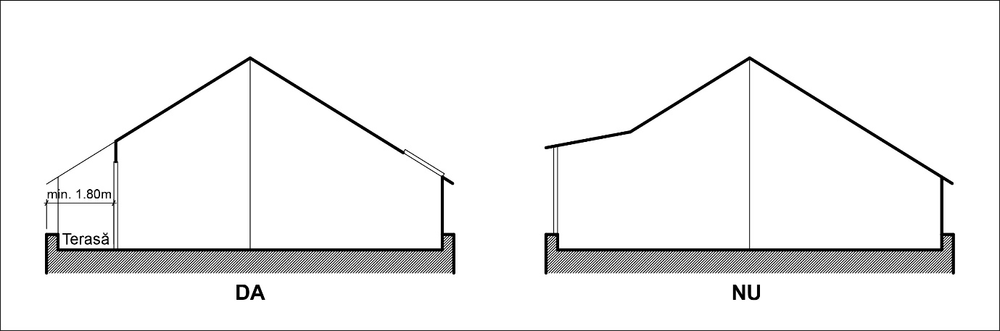 min. 1.80m
Terasă
DA
NU